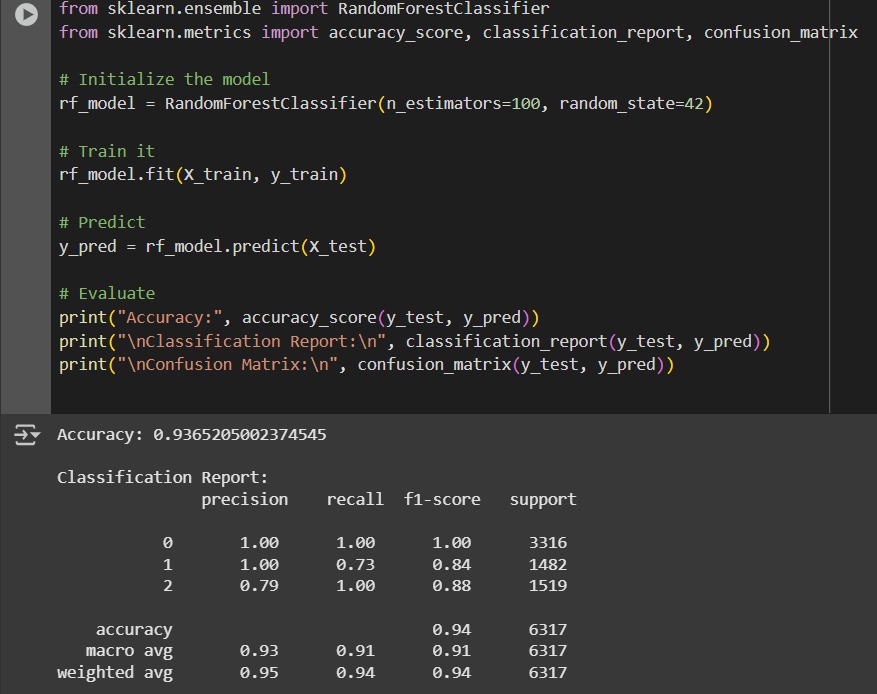 from sklearn.ensemble import RandomForestClassifier
from sklearn.metrics import accuracy_score, classification_report, confusion_matrix
# Initialize the model
rf_model = RandomForestClassifier(n_estimators=100, random_state=42)
# Train it
rf_model.fit(X_train, y_train)
# Predict
y_pred = rf_model.predict(X_test)
# Evaluate
print("Accuracy:", accuracy_score(y_test, y_pred))
print("\nClassification Report:\n", classification_report(y_test, y_pred))
print("\nConfusion Matrix:\n", confusion_matrix(y_test, y_pred))
Accuracy: 0.9365205002374545
Classification Report:
precision recall f1-score support
0 1.00 1.00 1.00 3316
1 1.00 0.73 0.84 1482
2 0.79 1.00 0.88 1519
accuracy 0.94 6317
macro avg 0.93 0.91 0.91 6317
weighted avg 0.95 0.94 0.94 6317